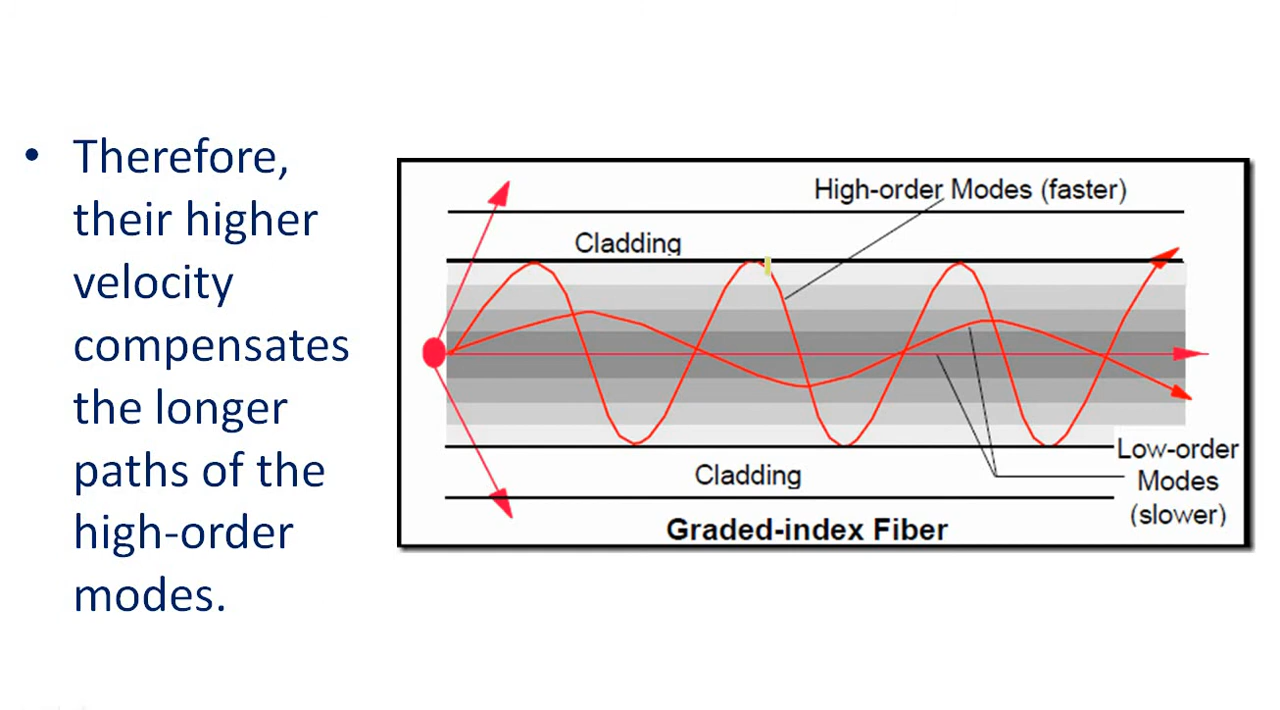 • Therefore,
their higher
velocity
compensates
the longer
paths of the
high-order
modes.
High-order Modes (faster)
Cladding
Low-order
Modes
(slower)
Cladding
Graded-index Fiber